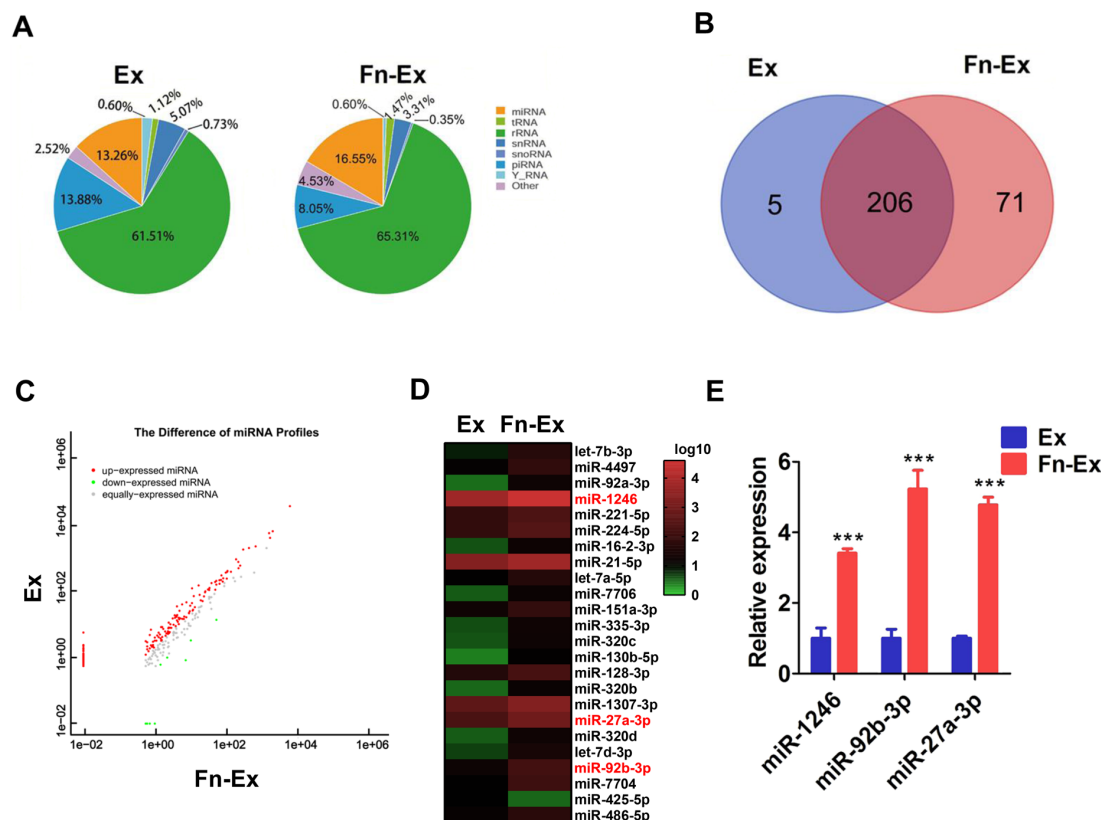 A
Ex
Fn-Ex
0.60%
1.12%
5.07%
0.73%
2.52%
13.26%
13.88%
61.51%
0.60%
1.47%
3.31%
0.35%
16.55%
4.53%
8.05%
65.31%
miRNA
tRNA
rRNA
snRNA
snoRNA
piRNA
Y_RNA
Other
B
Ex
Fn-Ex
5
206
71
C
The Difference of miRNA Profiles
up-expressed miRNA
down-expressed miRNA
equally-expressed miRNA
Ex
1e+06
1e+04
1e+02
1e+00
1e-02
1e-02
1e+00
1e+02
1e+04
1e+06
Fn-Ex
D
Ex Fn-Ex
let-7b-3p
miR-4497
miR-92a-3p
miR-1246
miR-221-5p
miR-224-5p
miR-16-2-3p
miR-21-5p
let-7a-5p
miR-7706
miR-151a-3p
miR-335-3p
miR-320c
miR-130b-5p
miR-128-3p
miR-320b
miR-1307-3p
miR-27a-3p
miR-320d
let-7d-3p
miR-92b-3p
miR-7704
miR-425-5p
miR-486-5p
log10
4
3
2
1
0
E
Ex
Fn-Ex
Relative expression
6
4
2
0
***
***
***
miR-1246
miR-92b-3p
miR-27a-3p